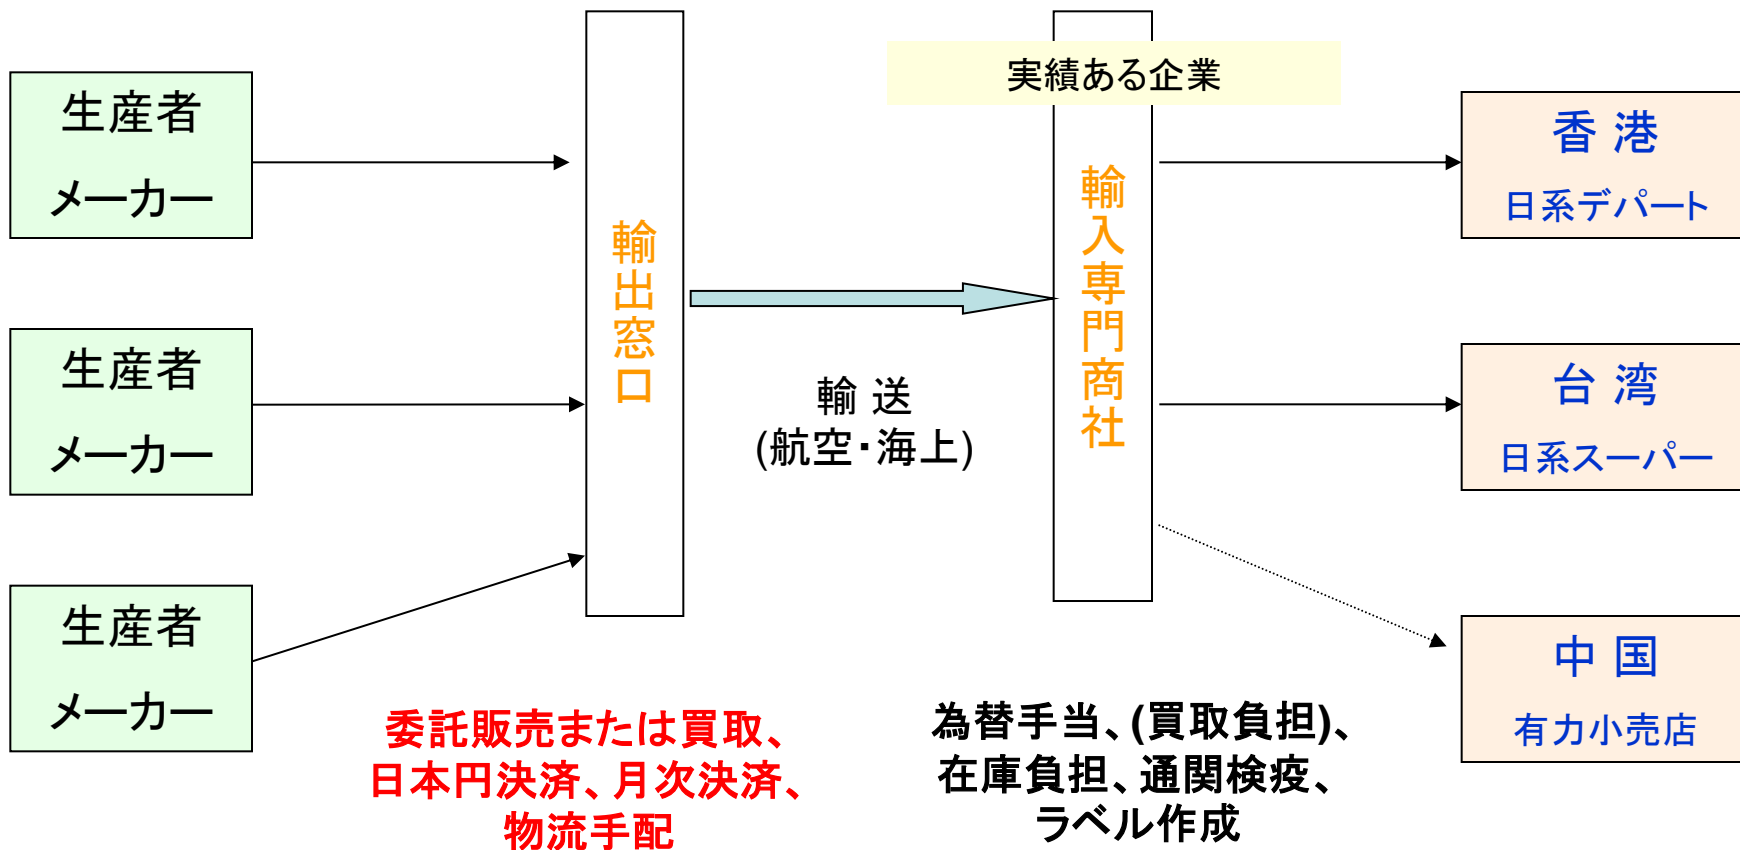 生産者
メーカー
生産者
メーカー
生産者
メーカー
輸出窓口
委託販売または買取、
日本円決済、月次決済、
物流手配
輸 送
(航空・海上)
実績ある企業
輸入専門商社
為替手当、(買取負担)、
在庫負担、通関検疫、
ラベル作成
香 港
日系デパート
台 湾
日系スーパー
中 国
有力小売店